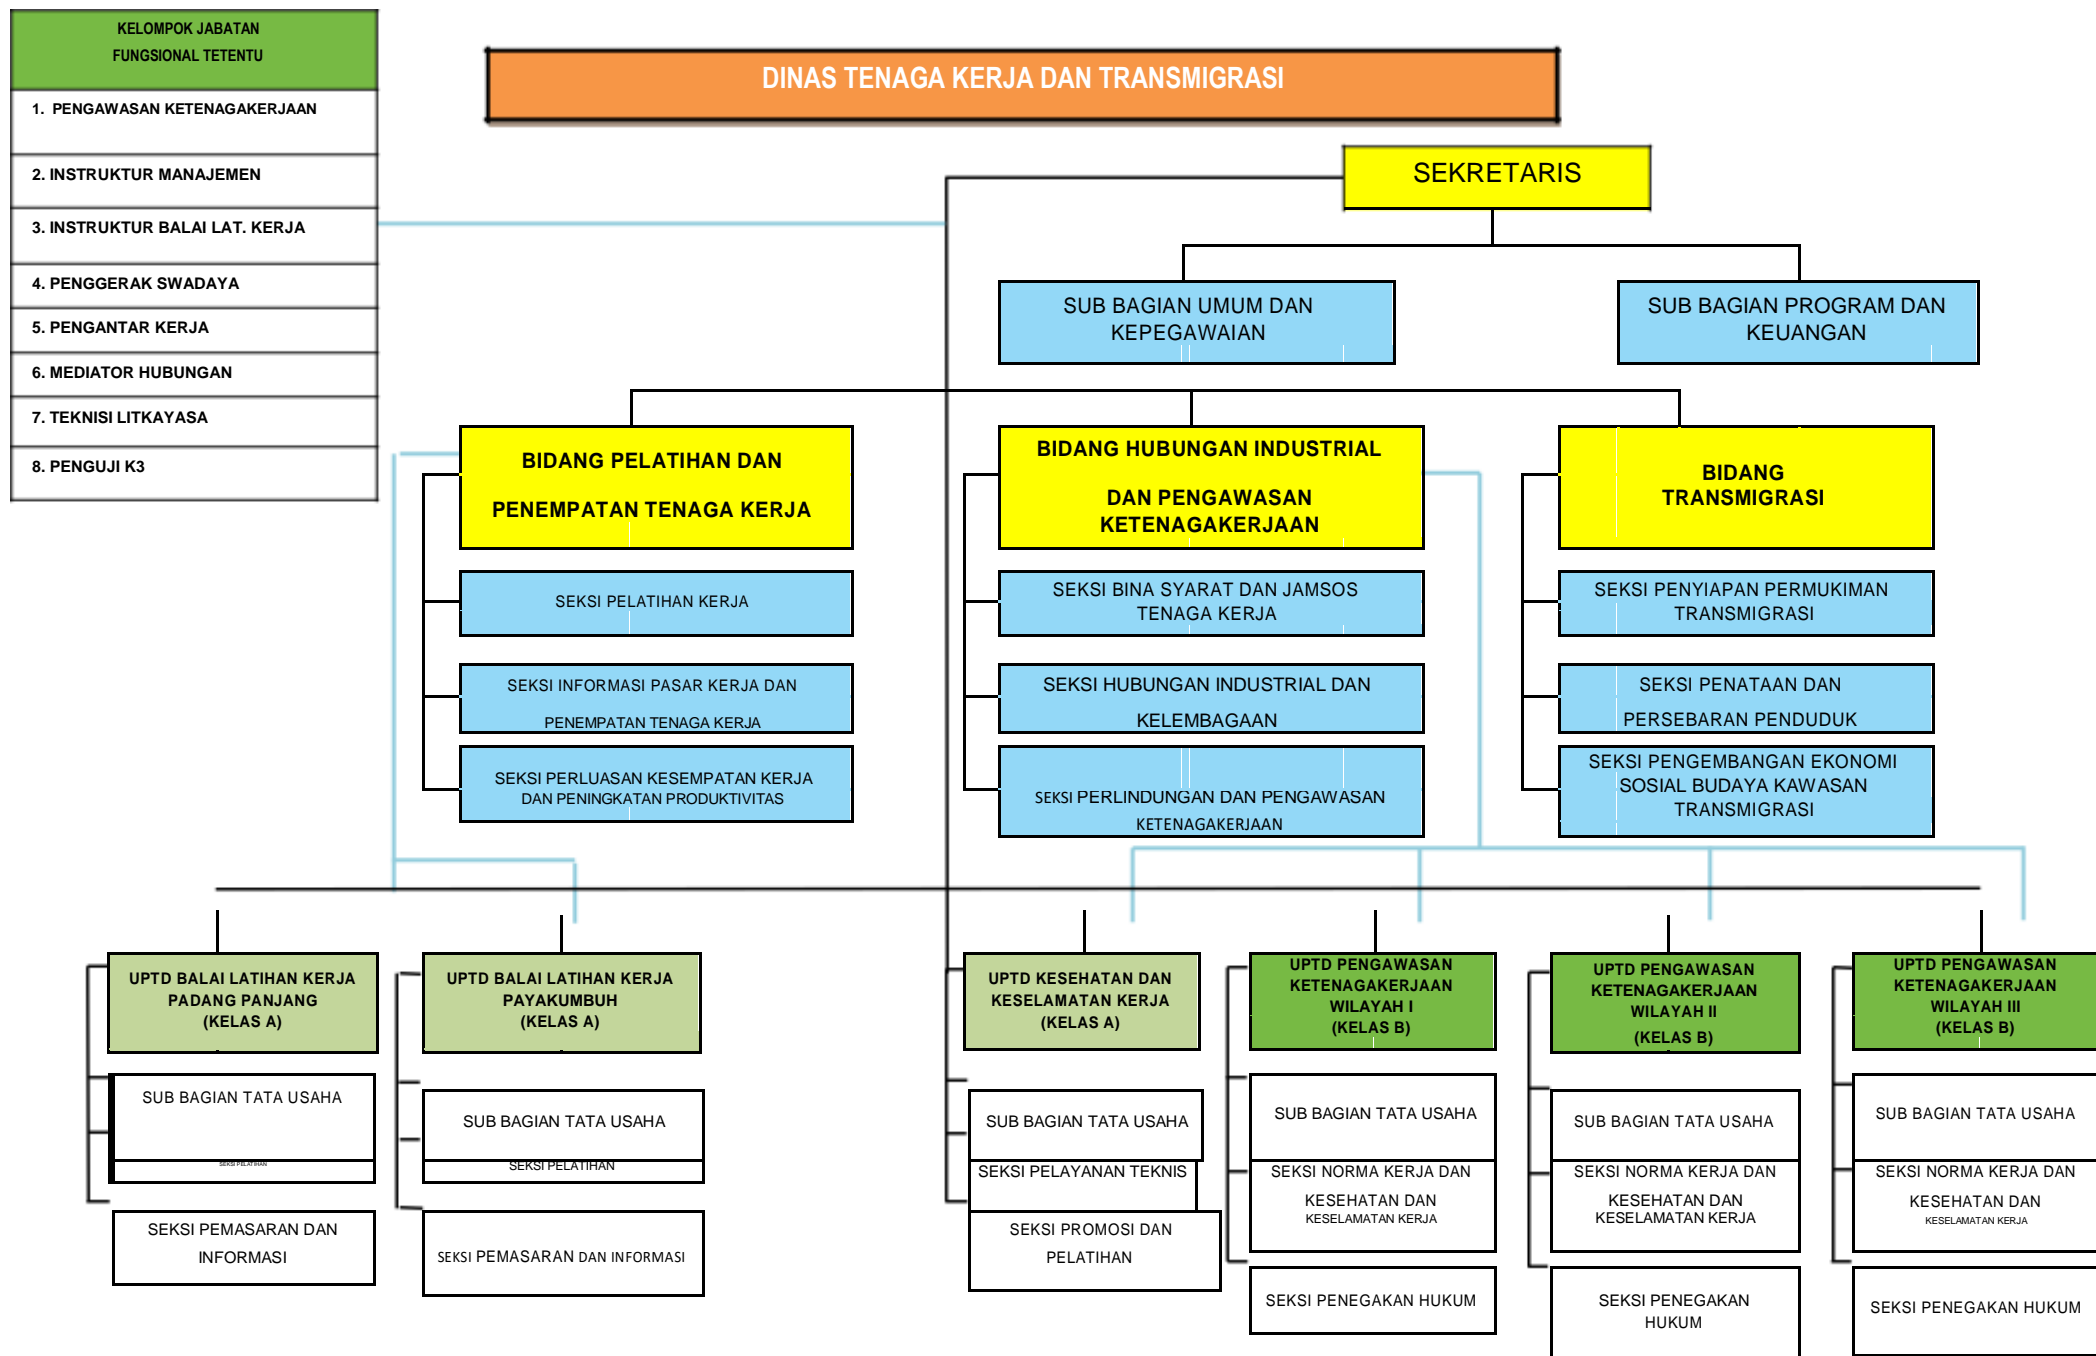 KELOMPOK JABATAN
FUNGSIONAL TETENTU
1. PENGAWASAN KETENAGAKERJAAN
2. INSTRUKTUR MANAJEMEN
3. INSTRUKTUR BALAI LAT. KERJA
4. PENGGERAK SWADAYA
5. PENGANTAR KERJA
6. MEDIATOR HUBUNGAN
7. TEKNISI LITKAYASA
8. PENGUJI K3
DINAS TENAGA KERJA DAN TRANSMIGRASI
SEKRETARIS
SUB BAGIAN UMUM DAN
KEPEGAWAIAN
SUB BAGIAN PROGRAM DAN
KEUANGAN
BIDANG PELATIHAN DAN
PENEMPATAN TENAGA KERJA
SEKSI PELATIHAN KERJA
SEKSI INFORMASI PASAR KERJA DAN
PENEMPATAN TENAGA KERJA
SEKSI PERLUASAN KESEMPATAN KERJA
DAN PENINGKATAN PRODUKTIVITAS
BIDANG HUBUNGAN INDUSTRIAL
DAN PENGAWASAN
KETENAGAKERJAAN
SEKSI BINA SYARAT DAN JAMSOS
TENAGA KERJA
SEKSI HUBUNGAN INDUSTRIAL DAN
KELEMBAGAAN
SEKSI PERLINDUNGAN DAN PENGAWASAN
KETENAGAKERJAAN
BIDANG
TRANSMIGRASI
SEKSI PENYIAPAN PERMUKIMAN
TRANSMIGRASI
SEKSI PENATAAN DAN
PERSEBARAN PENDUDUK
SEKSI PENGEMBANGAN EKONOMI
SOSIAL BUDAYA KAWASAN
TRANSMIGRASI
UPTD BALAI LATIHAN KERJA
PADANG PANJANG
(KELAS A)
SUB BAGIAN TATA USAHA
SEKSI PELATIHAN
SEKSI PEMASARAN DAN
INFORMASI
UPTD BALAI LATIHAN KERJA
PAYAKUMBUH
(KELAS A)
SUB BAGIAN TATA USAHA
SEKSI PELATIHAN
SEKSI PEMASARAN DAN INFORMASI
UPTD KESEHATAN DAN
KESELAMATAN KERJA
(KELAS A)
SUB BAGIAN TATA USAHA
SEKSI PELAYANAN TEKNIS
SEKSI PROMOSI DAN
PELATIHAN
UPTD PENGAWASAN
KETENAGAKERJAAN
WILAYAH I
(KELAS B)
SUB BAGIAN TATA USAHA
SEKSI NORMA KERJA DAN
KESEHATAN DAN
KESELAMATAN KERJA
SEKSI PENEGAKAN HUKUM
UPTD PENGAWASAN
KETENAGAKERJAAN
WILAYAH II
(KELAS B)
SUB BAGIAN TATA USAHA
SEKSI NORMA KERJA DAN
KESEHATAN DAN
KESELAMATAN KERJA
SEKSI PENEGAKAN
HUKUM
UPTD PENGAWASAN
KETENAGAKERJAAN
WILAYAH III
(KELAS B)
SUB BAGIAN TATA USAHA
SEKSI NORMA KERJA DAN
KESEHATAN DAN
KESELAMATAN KERJA
SEKSI PENEGAKAN HUKUM